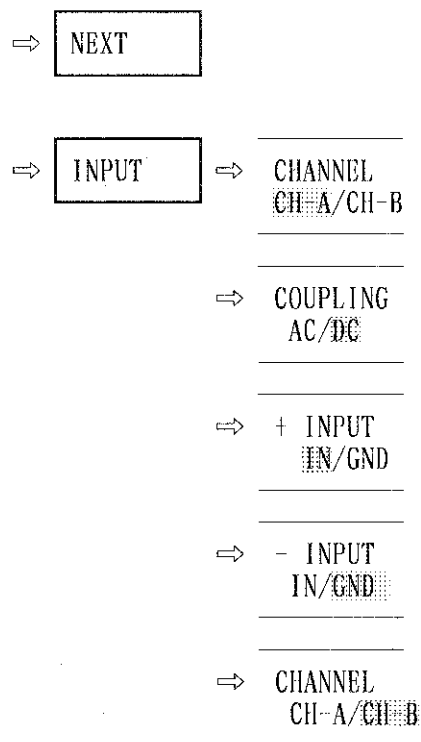 NEXT
INPUT
CHANNEL
CH-A/CH-B
COUPLING
AC/DC
+ INPUT
IN/GND
- INPUT
IN/GND
CHANNEL
CH-A/CH-B